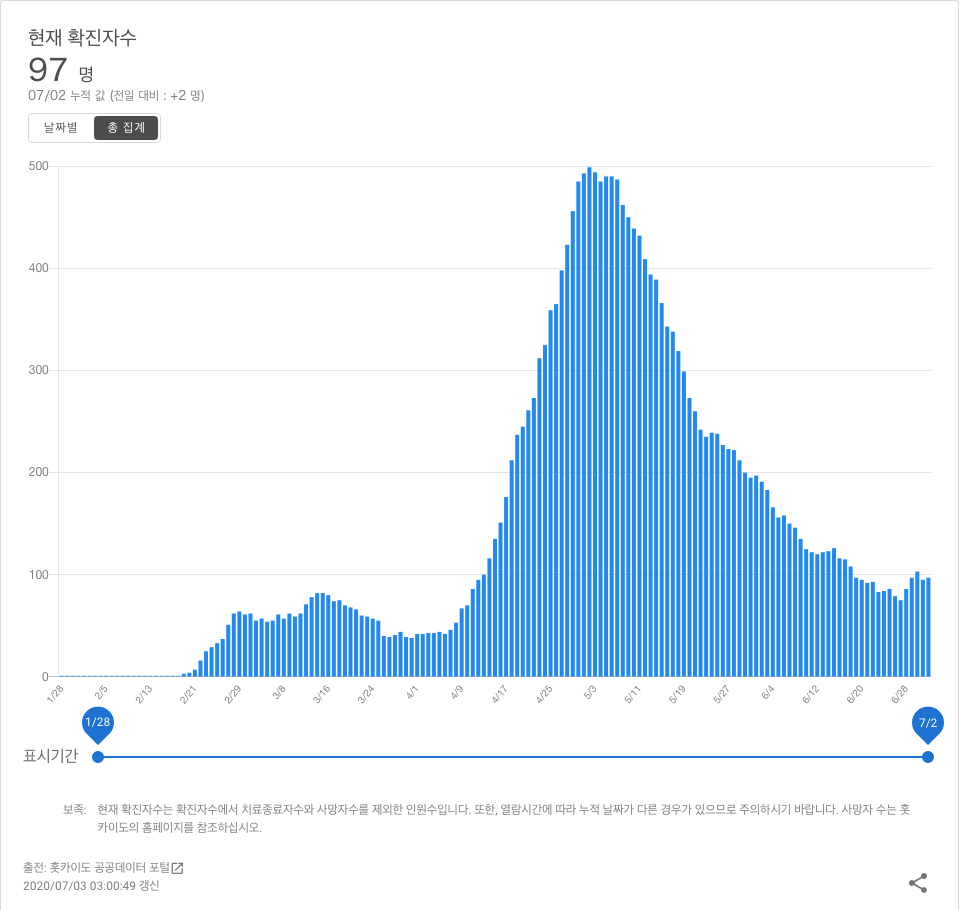 현재 확진자수
97 명
07/02 누적 값 (전일 대비 : +2 명)
날짜별 총 집계
500
400
300
200
100
0
1/28 2/5 2/13 2/21 2/29 3/8 3/16 3/24 4/1 4/9 4/17 4/25 5/3 5/11 5/19 5/27 6/4 6/12 6/20 6/28
1/28 7/2
표시기간
보족: 현재 확진자수는 확진자수에서 치료종료자수와 사망자수를 제외한 인원수입니다. 또한, 열람시간에 따라 누적 날짜가 다른 경우가 있으므로 주의하시기 바랍니다. 사망자 수는 홋
카이도의 홈페이지를 참조하십시오.
출전: 홋카이도 공공데이터 포털
2020/07/03 03:00:49 갱신